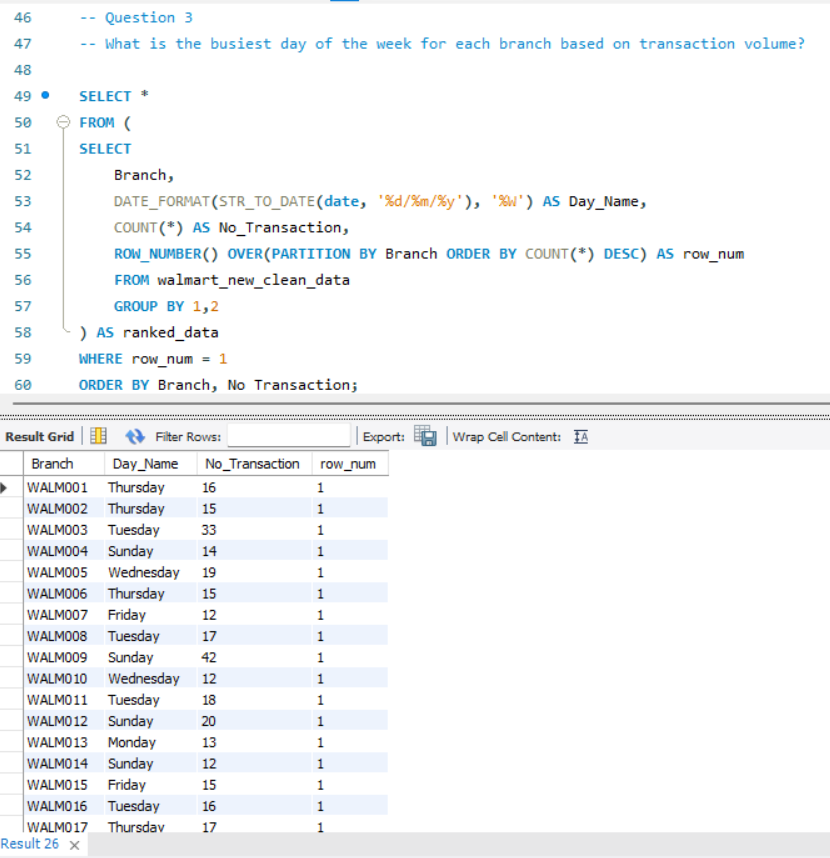 46 -- Question 3
47 -- What is the busiest day of the week for each branch based on transaction volume?
48
49 SELECT *
50 FROM (
51 SELECT
52 Branch,
53 DATE_FORMAT(STR_TO_DATE(date, '%d/%m/%y'), '%W') AS Day_Name,
54 COUNT(*) AS No_Transaction,
55 ROW_NUMBER() OVER(PARTITION BY Branch ORDER BY COUNT(*) DESC) AS row_num
56 FROM walmart_new_clean_data
57 GROUP BY 1,2
58 ) AS ranked_data
59 WHERE row_num = 1
60 ORDER BY Branch, No Transaction;
Result Grid Filter Rows: Export: Wrap Cell Content: IA
Branch Day_Name No_Transaction row_num
WALM001 Thursday 16 1
WALM002 Thursday 15 1
WALM003 Tuesday 33 1
WALM004 Sunday 14 1
WALM005 Wednesday 19 1
WALM006 Thursday 15 1
WALM007 Friday 12 1
WALM008 Tuesday 17 1
WALM009 Sunday 42 1
WALM010 Wednesday 12 1
WALM011 Tuesday 18 1
WALM012 Sunday 20 1
WALM013 Monday 13 1
WALM014 Sunday 12 1
WALM015 Friday 15 1
WALM016 Tuesday 16 1
WALM017 Thursday 17 1
Result 26 ×